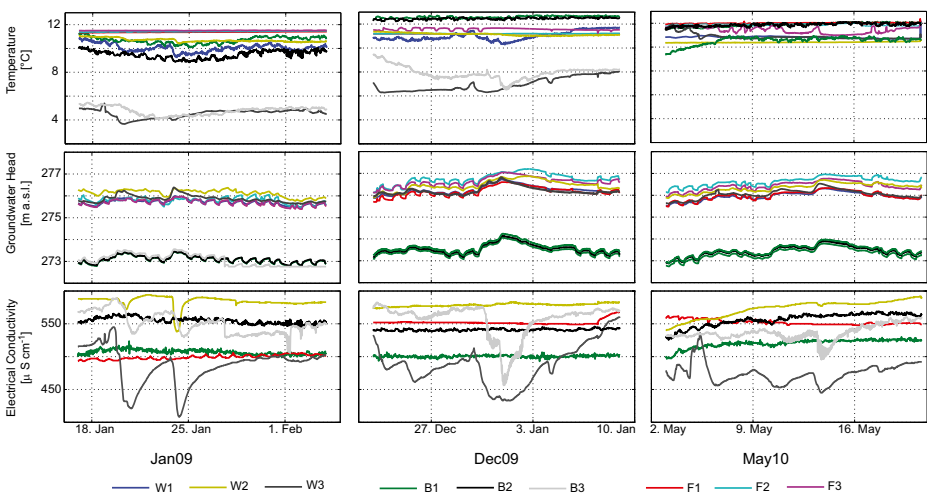 Temperature
[°C]
12
8
4
Groundwater Head
[m a.s.l.]
277
275
273
Electrical Conductivity
[μ S cm⁻¹]
550
450
18. Jan 25. Jan 1. Feb
27. Dec 3. Jan 10. Jan
2. May 9. May 16. May
Jan09 Dec09 May10
W1 W2 W3 B1 B2 B3 F1 F2 F3